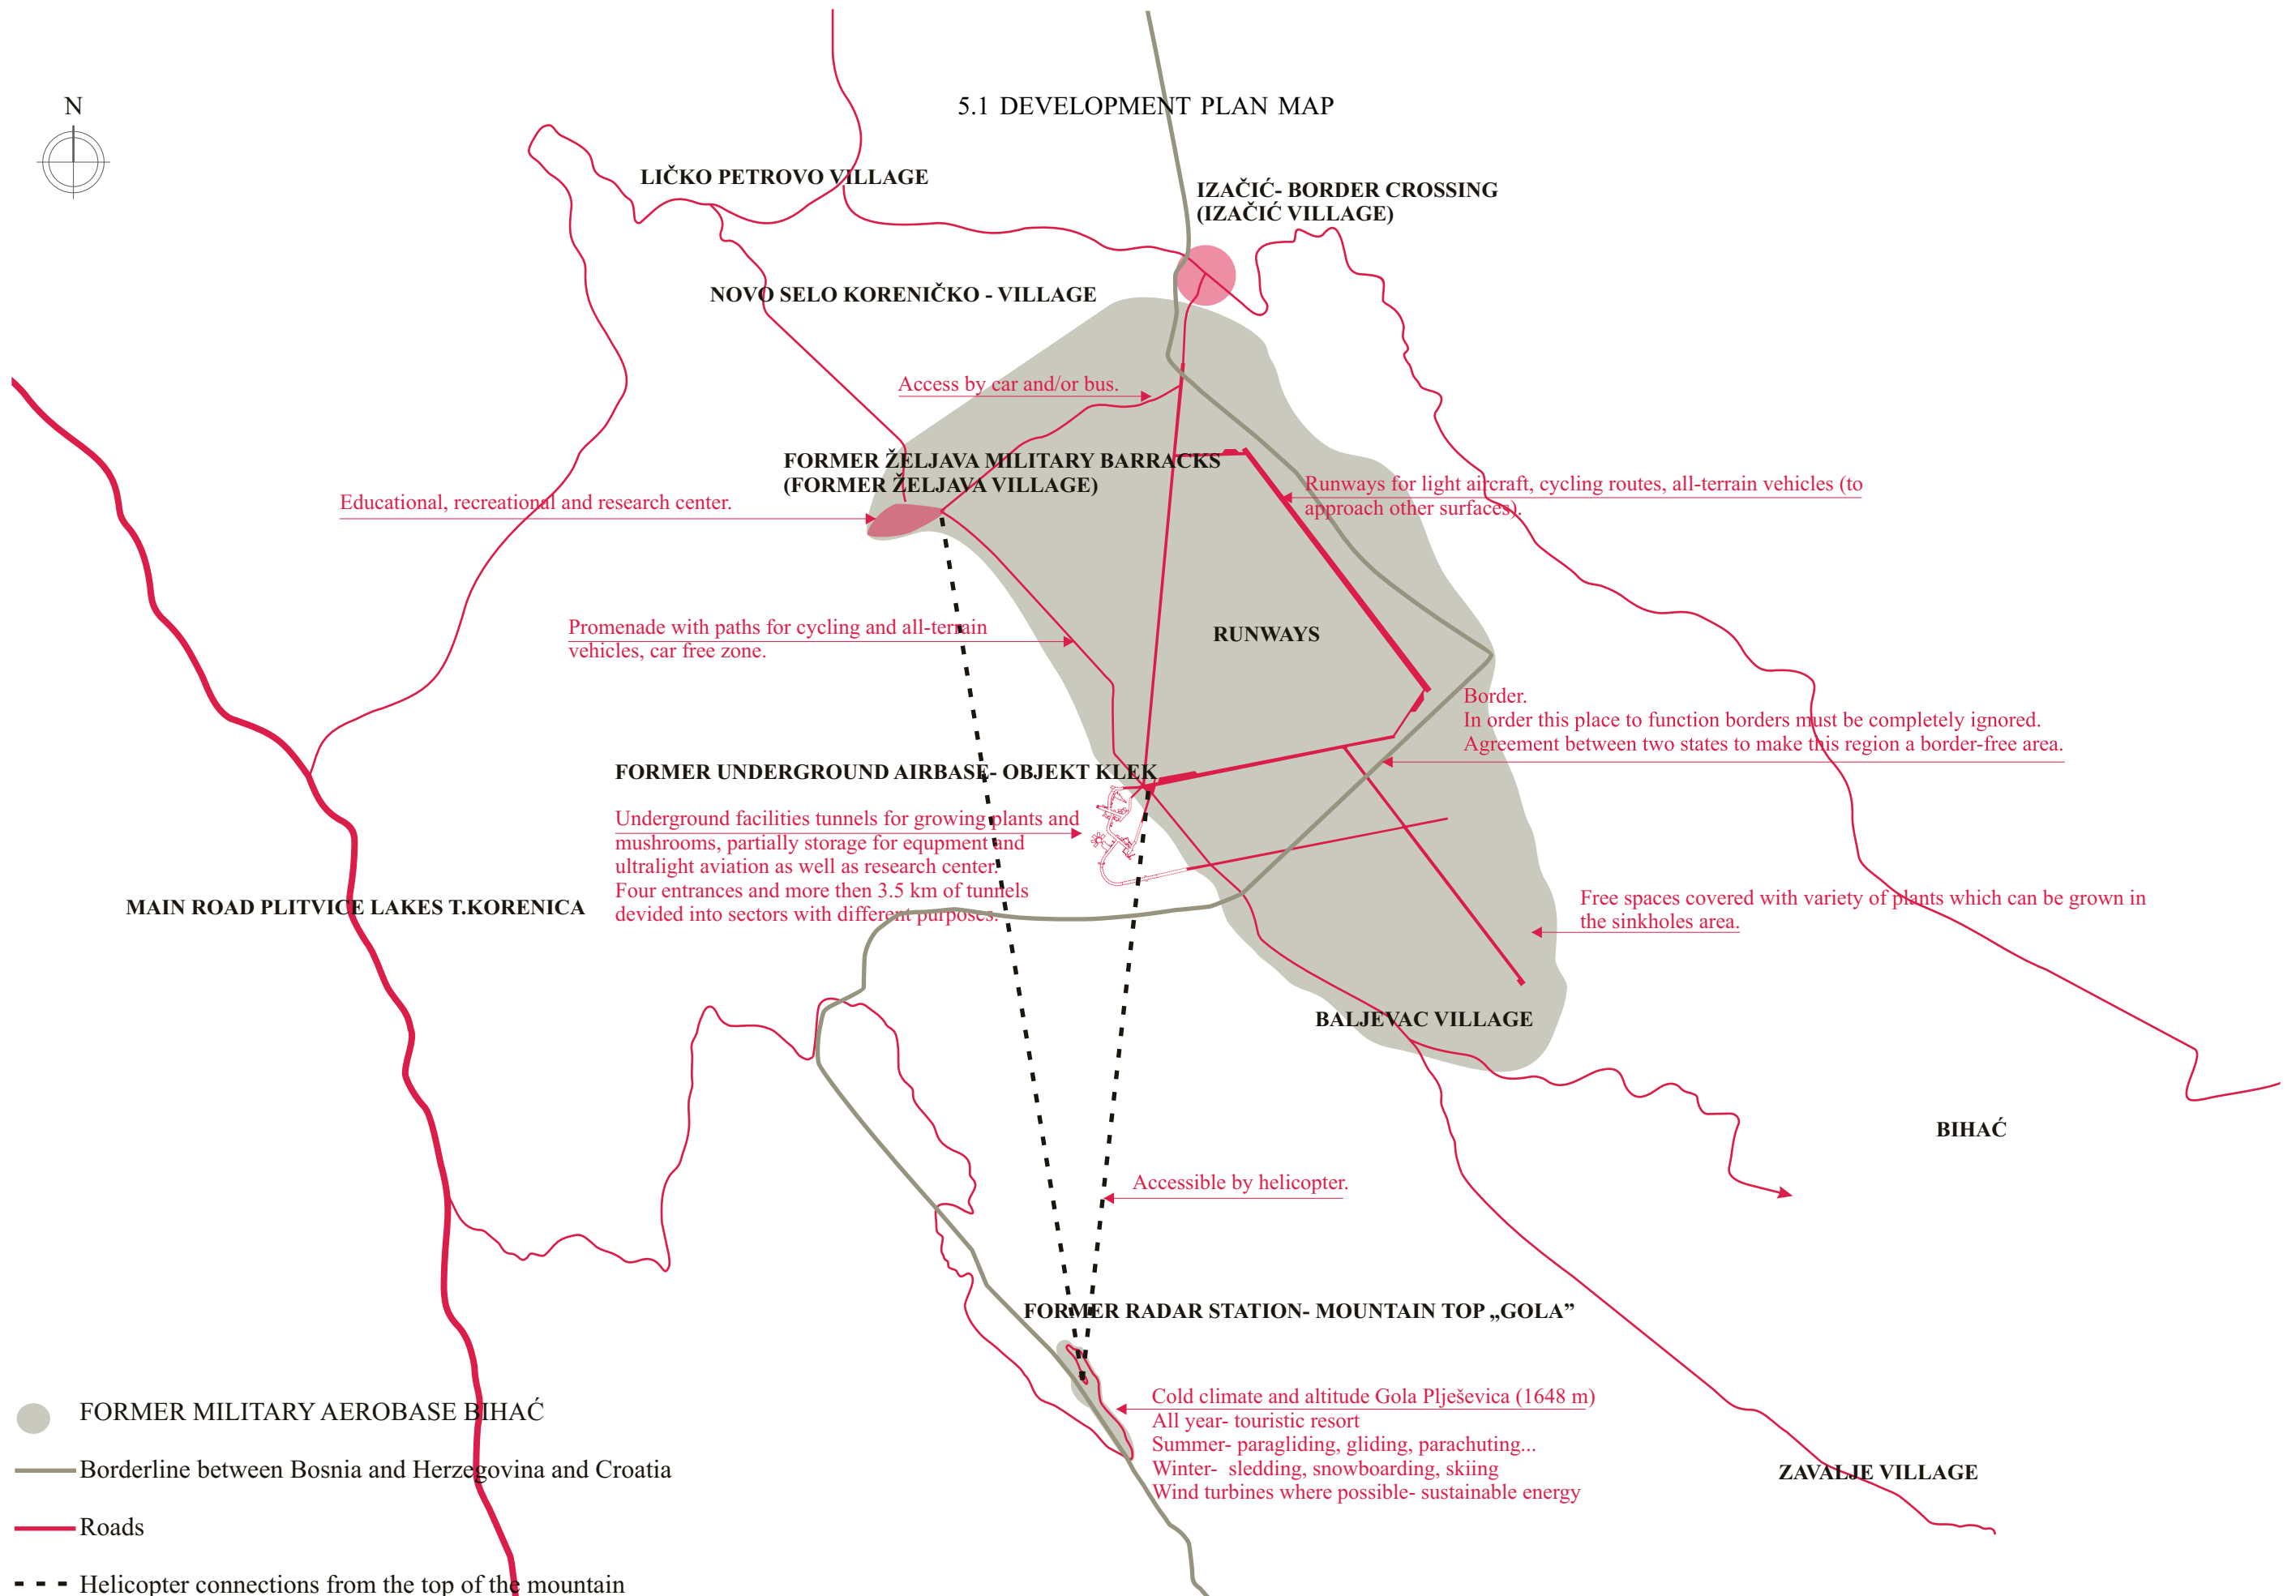 N
5.1 DEVELOPMENT PLAN MAP
LIČKO PETROVO VILLAGE
IZAČIĆ- BORDER CROSSING
(IZAČIĆ VILLAGE)
NOVO SELO KORENIČKO - VILLAGE
Access by car and/or bus.
FORMER ŽELJAVA MILITARY BARRACKS
(FORMER ŽELJAVA VILLAGE)
Educational, recreational and research center.
Runways for light aircraft, cycling routes, all-terrain vehicles (to
approach other surfaces).
Promenade with paths for cycling and all-terrain
vehicles, car free zone.
RUNWAYS
Border.
In order this place to function borders must be completely ignored.
Agreement between two states to make this region a border-free area.
FORMER UNDERGROUND AIRBASE- OBJEKT KLEK
Underground facilities tunnels for growing plants and
mushrooms, partially storage for equpment and
ultralight aviation as well as research center.
Four entrances and more then 3.5 km of tunnels
devided into sectors with different purposes.
MAIN ROAD PLITVICE LAKES T.KORENICA
Free spaces covered with variety of plants which can be grown in
the sinkholes area.
BALJEVAC VILLAGE
BIHAĆ
Accessible by helicopter.
FORMER RADAR STATION- MOUNTAIN TOP „GOLA”
Cold climate and altitude Gola Plješevica (1648 m)
All year- touristic resort
Summer- paragliding, gliding, parachuting...
Winter- sledding, snowboarding, skiing
Wind turbines where possible- sustainable energy
ZAVALJE VILLAGE
FORMER MILITARY AEROBASE BIHAĆ
Borderline between Bosnia and Herzegovina and Croatia
Roads
Helicopter connections from the top of the mountain